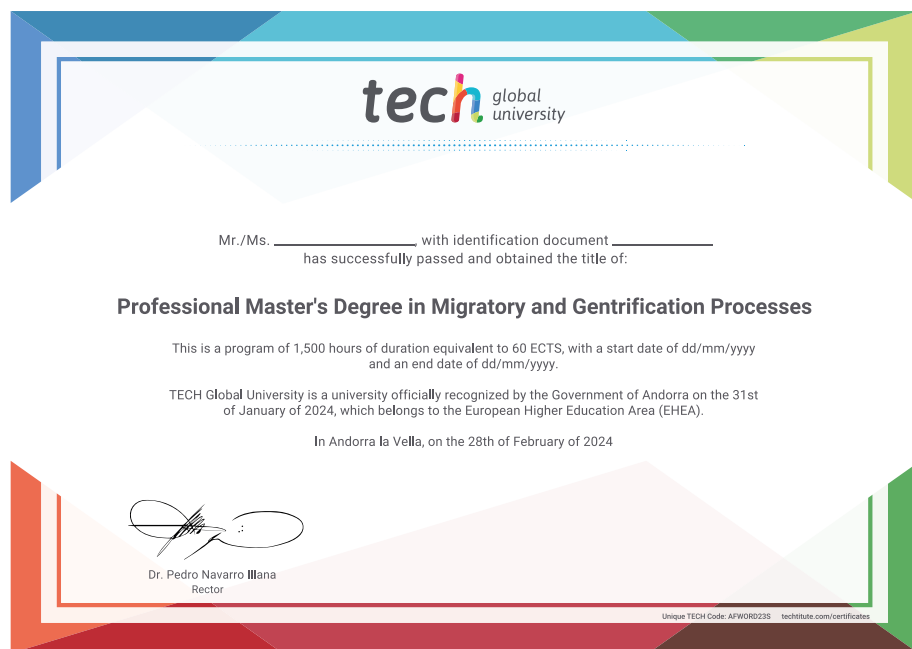 tech global
university
Mr./Ms. ____________________, with identification document ______________
has successfully passed and obtained the title of:
Professional Master's Degree in Migratory and Gentrification Processes
This is a program of 1,500 hours of duration equivalent to 60 ECTS, with a start date of dd/mm/yyyy
and an end date of dd/mm/yyyy.
TECH Global University is a university officially recognized by the Government of Andorra on the 31st
of January of 2024, which belongs to the European Higher Education Area (EHEA).
In Andorra la Vella, on the 28th of February of 2024
Dr. Pedro Navarro Illana
Rector
Unique TECH Code: AFWORD23S techtitute.com/certificates